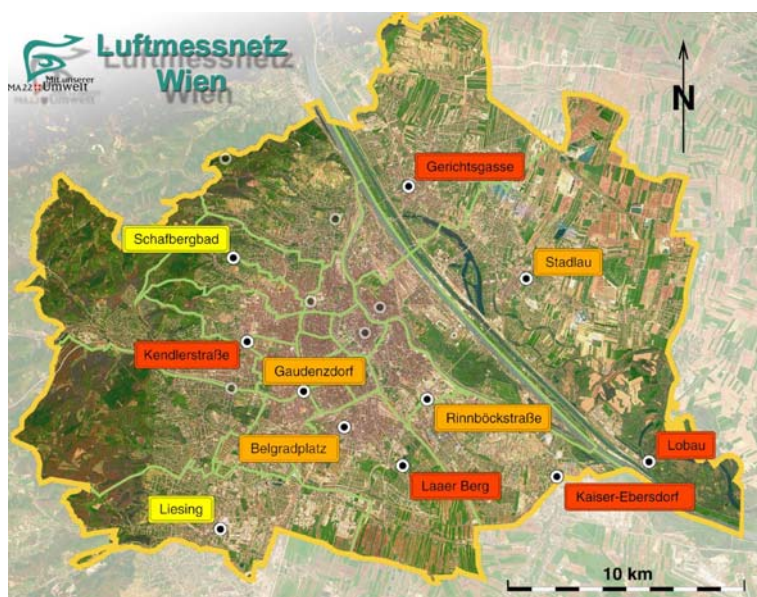 Luftmessnetz
Wien
Mit unserer
MA22 Umwelt
N
Gerichtsgasse
Schafbergbad
Stadlau
Kendlerstraße
Gaudenzdorf
Rinnböckstraße
Belgradplatz
Lobau
Laaer Berg
Kaiser-Ebersdorf
Liesing
10 km